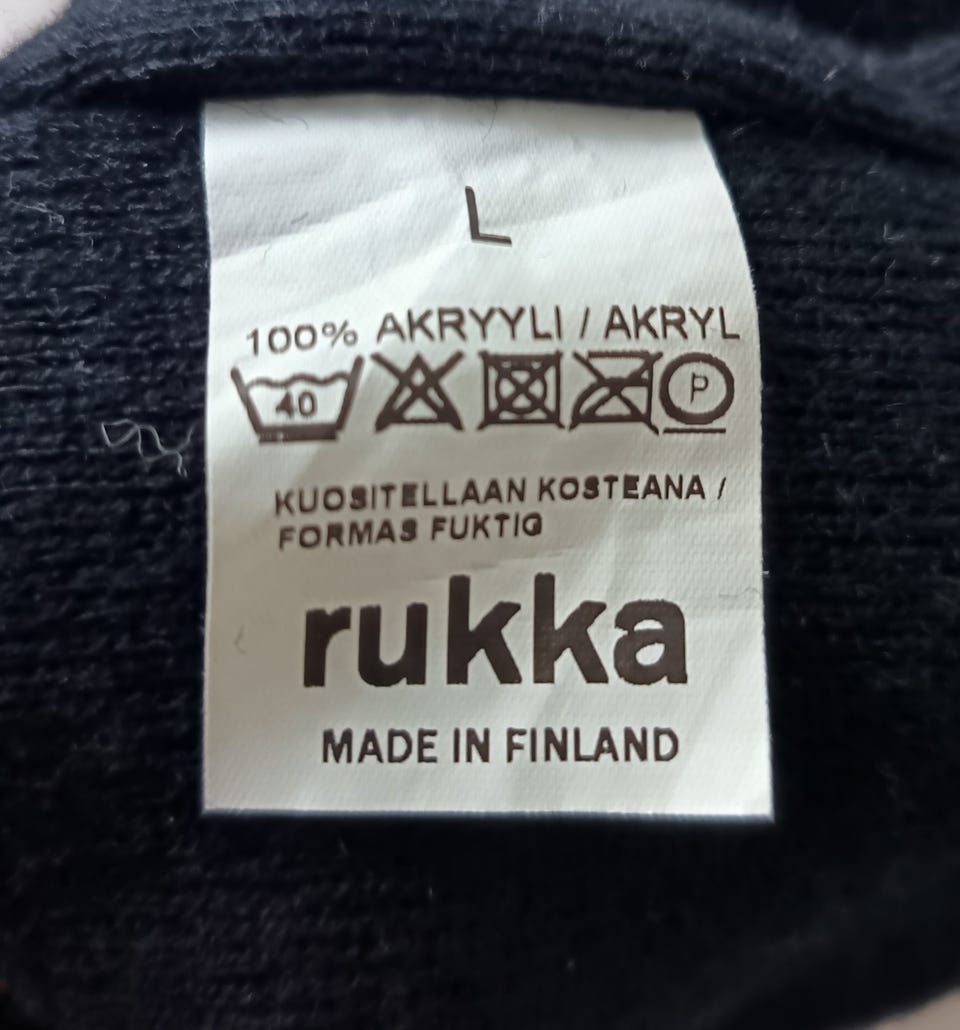 L
100% AKRYYLI / AKRYL
40 P
KUOSITELLAAN KOSTEANA /
FORMAS FUKTIG
rukka
MADE IN FINLAND